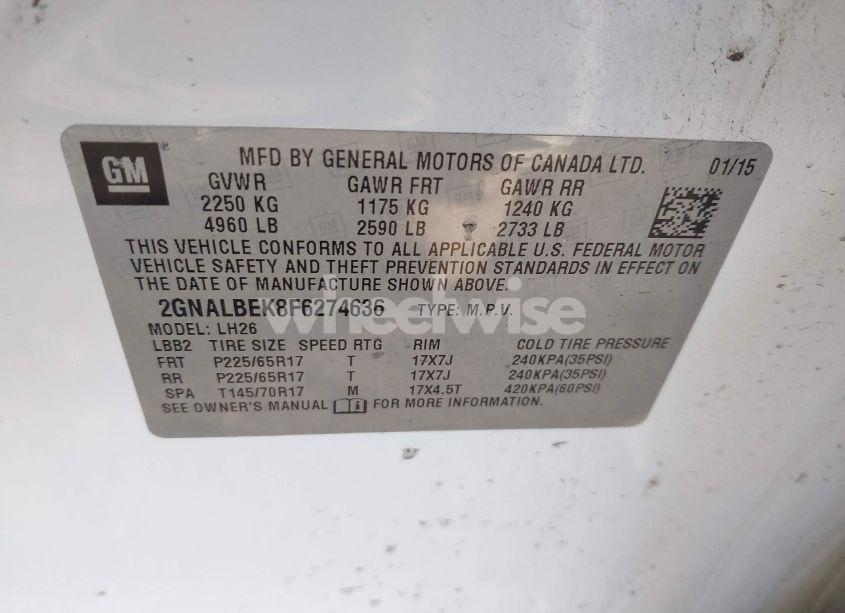 GM ® MFD BY GENERAL MOTORS OF CANADA LTD. 01/15
GVWR GAWR FRT GAWR RR
2250 KG 1175 KG 1240 KG
4960 LB 2590 LB 2733 LB
THIS VEHICLE CONFORMS TO ALL APPLICABLE U.S. FEDERAL MOTOR
VEHICLE SAFETY AND THEFT PREVENTION STANDARDS IN EFFECT ON
THE DATE OF MANUFACTURE SHOWN ABOVE.
2GNALBEK8F6274636 TYPE: M.P.V.
wheelwise
MODEL: LH26
LBB2 TIRE SIZE SPEED RTG RIM COLD TIRE PRESSURE
FRT P225/65R17 T 17X7J 240KPA(35PSI)
RR P225/65R17 T 17X7J 240KPA(35PSI)
SPA T145/70R17 M 17X4.5T 420KPA(60PSI)
SEE OWNER'S MANUAL FOR MORE INFORMATION.